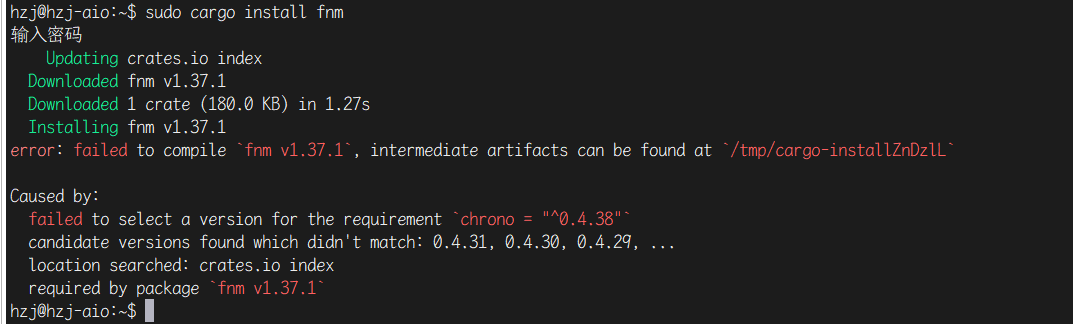 hzj@hzj-aio:~$ sudo cargo install fnm
输入密码
Updating crates.io index
Downloaded fnm v1.37.1
Downloaded 1 crate (180.0 KB) in 1.27s
Installing fnm v1.37.1
error: failed to compile `fnm v1.37.1`, intermediate artifacts can be found at `/tmp/cargo-installZnDzlL`
Caused by:
failed to select a version for the requirement `chrono = "^0.4.38"`
candidate versions found which didn't match: 0.4.31, 0.4.30, 0.4.29, ...
location searched: crates.io index
required by package `fnm v1.37.1`
hzj@hzj-aio:~$